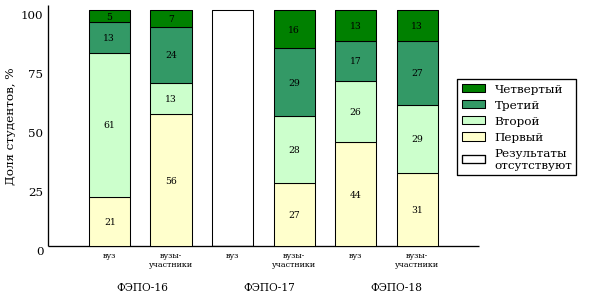 100
75
50
25
0
Доля студентов, %
5
13
61
21
7
24
13
56
16
29
28
27
13
17
26
44
13
27
29
31
вуз
вузы-
участники
вуз
вузы-
участники
вуз
вузы-
участники
ФЭПО-16
ФЭПО-17
ФЭПО-18
Четвертый
Третий
Второй
Первый
Результаты
отсутствуют